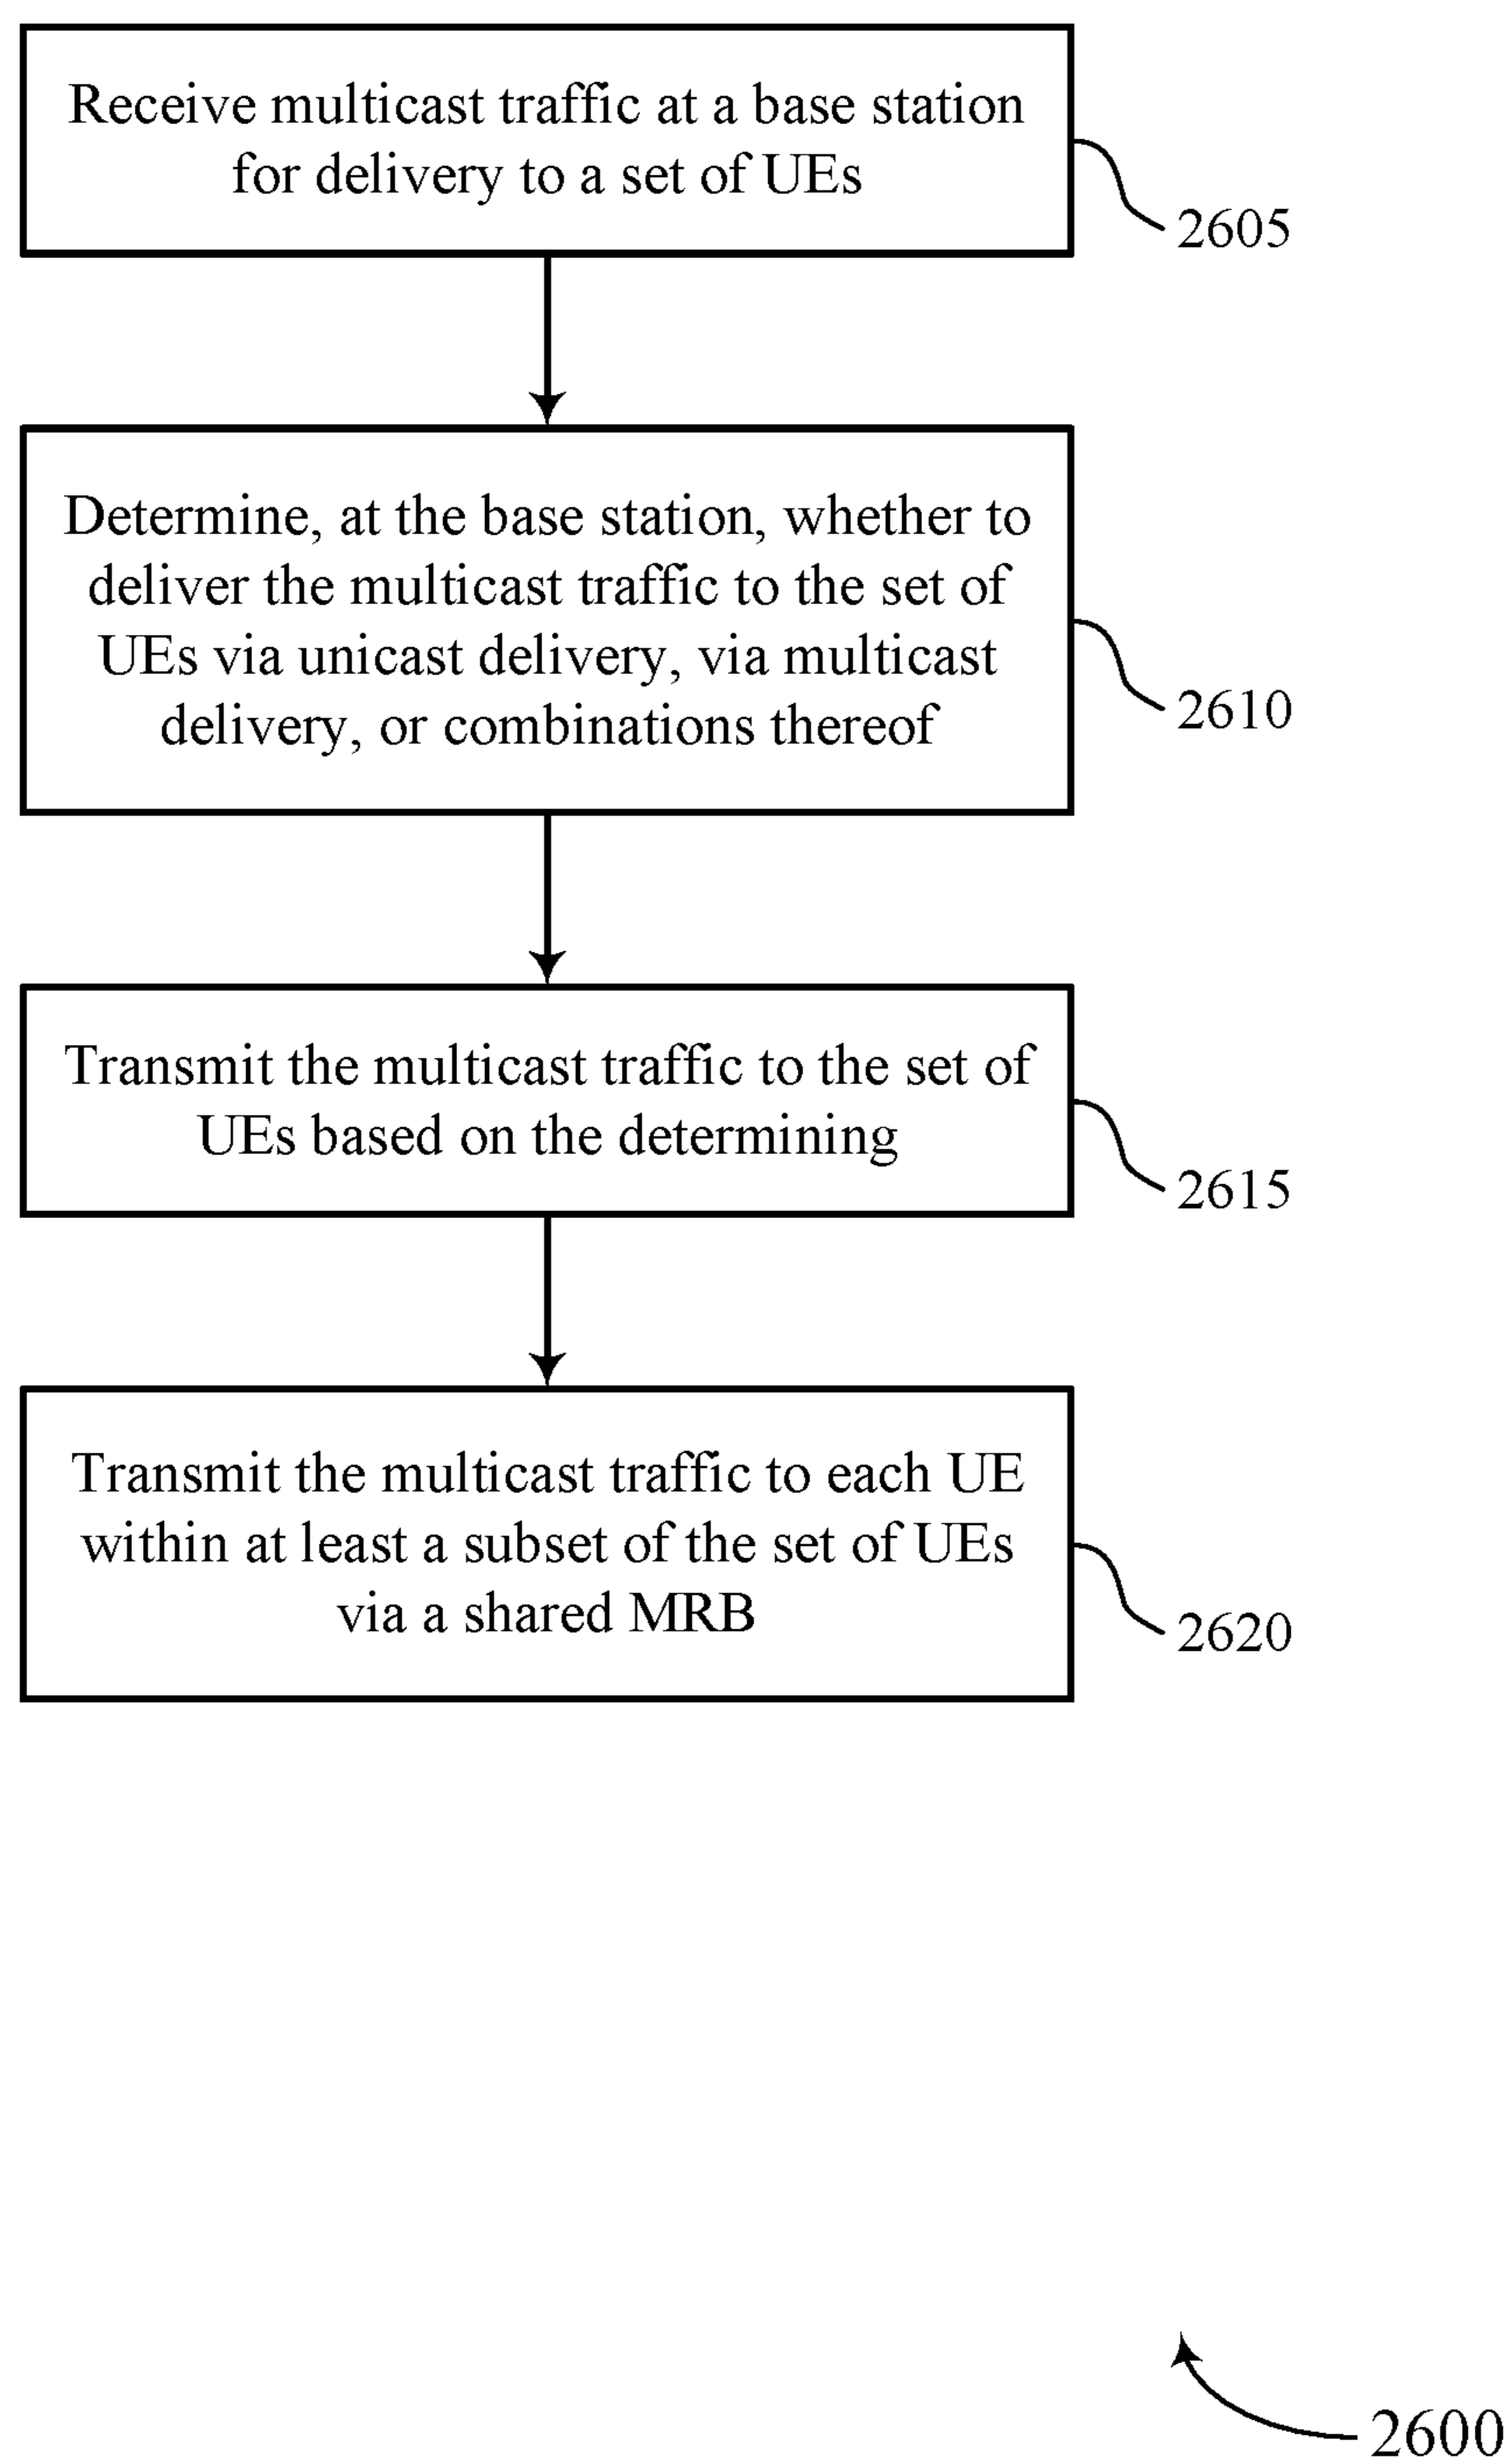 Receive multicast traffic at a base station
for delivery to a set of UEs
2605
Determine, at the base station, whether to
deliver the multicast traffic to the set of
UEs via unicast delivery, via multicast
delivery, or combinations thereof
2610
Transmit the multicast traffic to the set of
UEs based on the determining
2615
Transmit the multicast traffic to each UE
within at least a subset of the set of UEs
via a shared MRB
2620
2600